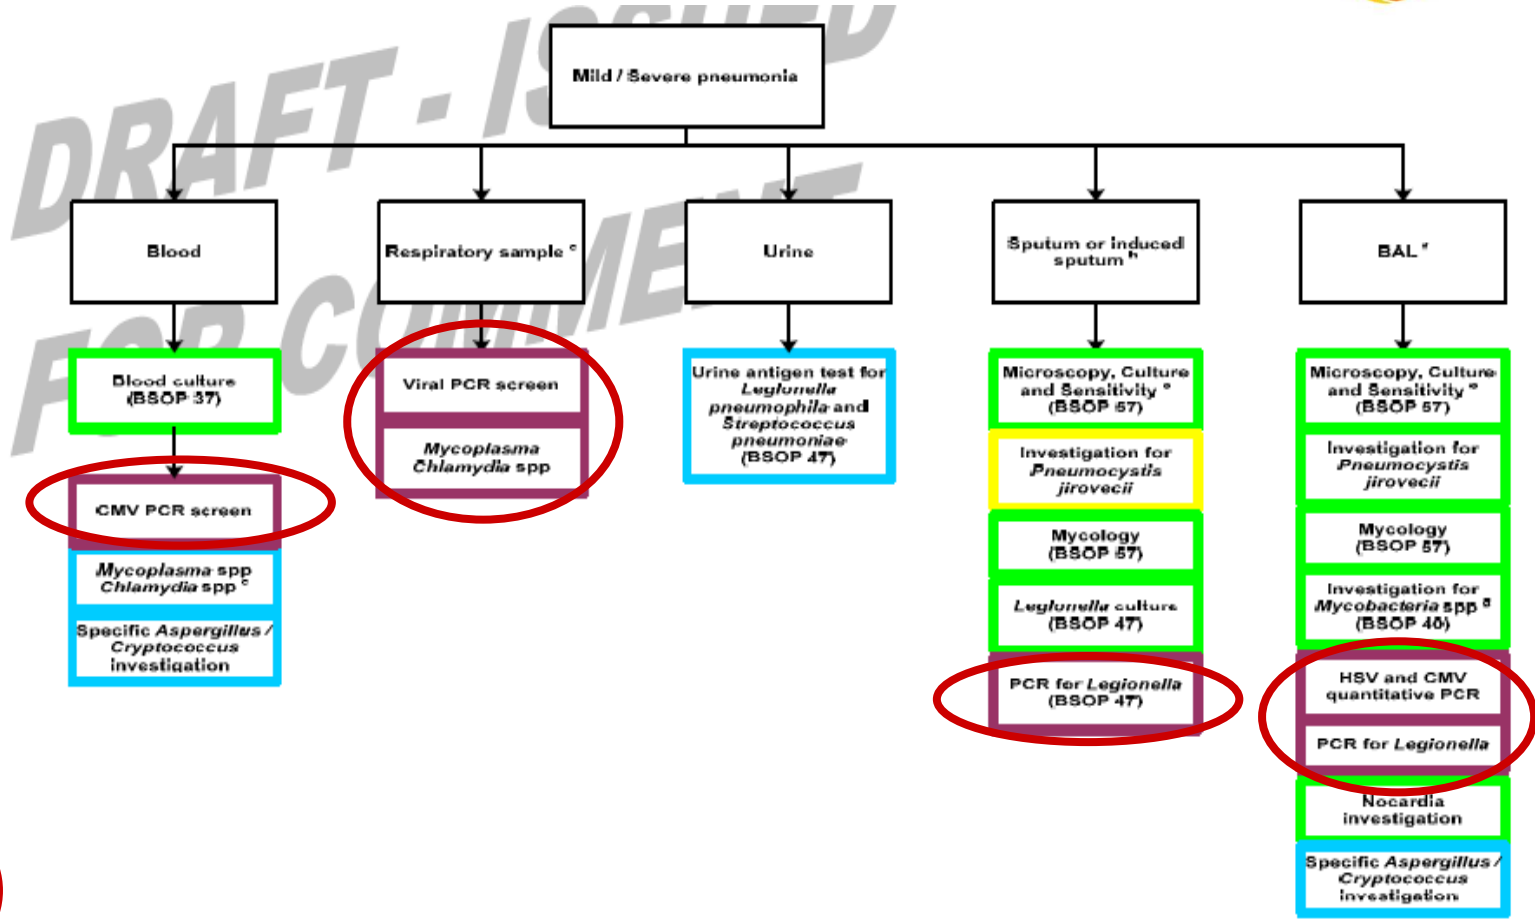 DRAFT - ISSUED
FOR COMMENT
Mild / Severe pneumonia
Blood
Respiratory sample c
Urine
Sputum or induced
sputum b
BAL f
Blood culture
(BSOP 37)
CMV PCR screen
Mycoplasma spp
Chlamydia spp c
Specific Aspergillus /
Cryptococcus
investigation
Viral PCR screen
Mycoplasma
Chlamydia spp
Urine antigen test for
Legionella
pneumophila and
Streptococcus
pneumoniae
(BSOP 47)
Microscopy, Culture
and Sensitivity e
(BSOP 57)
Investigation for
Pneumocystis
jirovecii
Mycology
(BSOP 57)
Legionella culture
(BSOP 47)
PCR for Legionella
(BSOP 47)
Microscopy, Culture
and Sensitivity e
(BSOP 57)
Investigation for
Pneumocystis
jirovecii
Mycology
(BSOP 57)
Investigation for
Mycobacteria spp g
(BSOP 40)
HSV and CMV
quantitative PCR
PCR for Legionella
Nocardia
investigation
Specific Aspergillus /
Cryptococcus
investigation